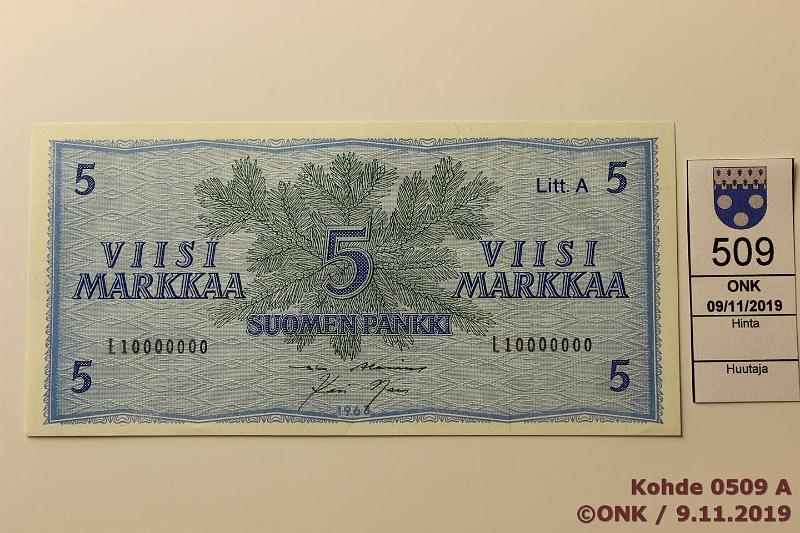 5
Litt. A 5
5
VIISI
MARKKAA
VIISI
MARKKAA
SUOMEN PANKKI
L10000000
L10000000
5
5
1963
509
ONK
09/11/2019
Hinta
Huutaja
Kohde 0509 A
©ONK / 9.11.2019